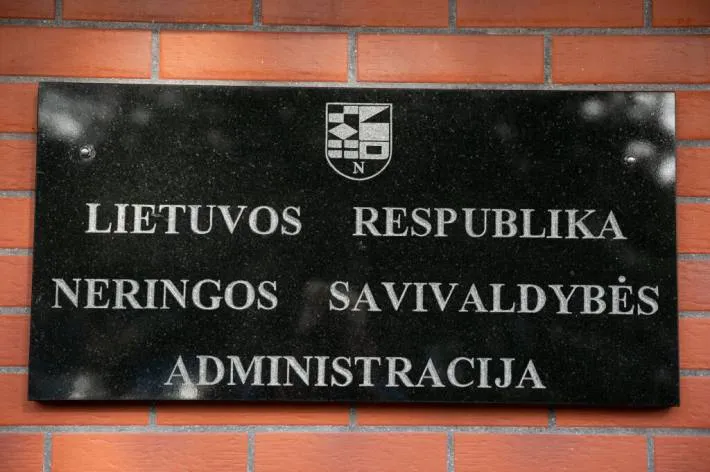 N
LIETUVOS RESPUBLIKA
NERINGOS SAVIVALDYBĖS
ADMINISTRACIJA